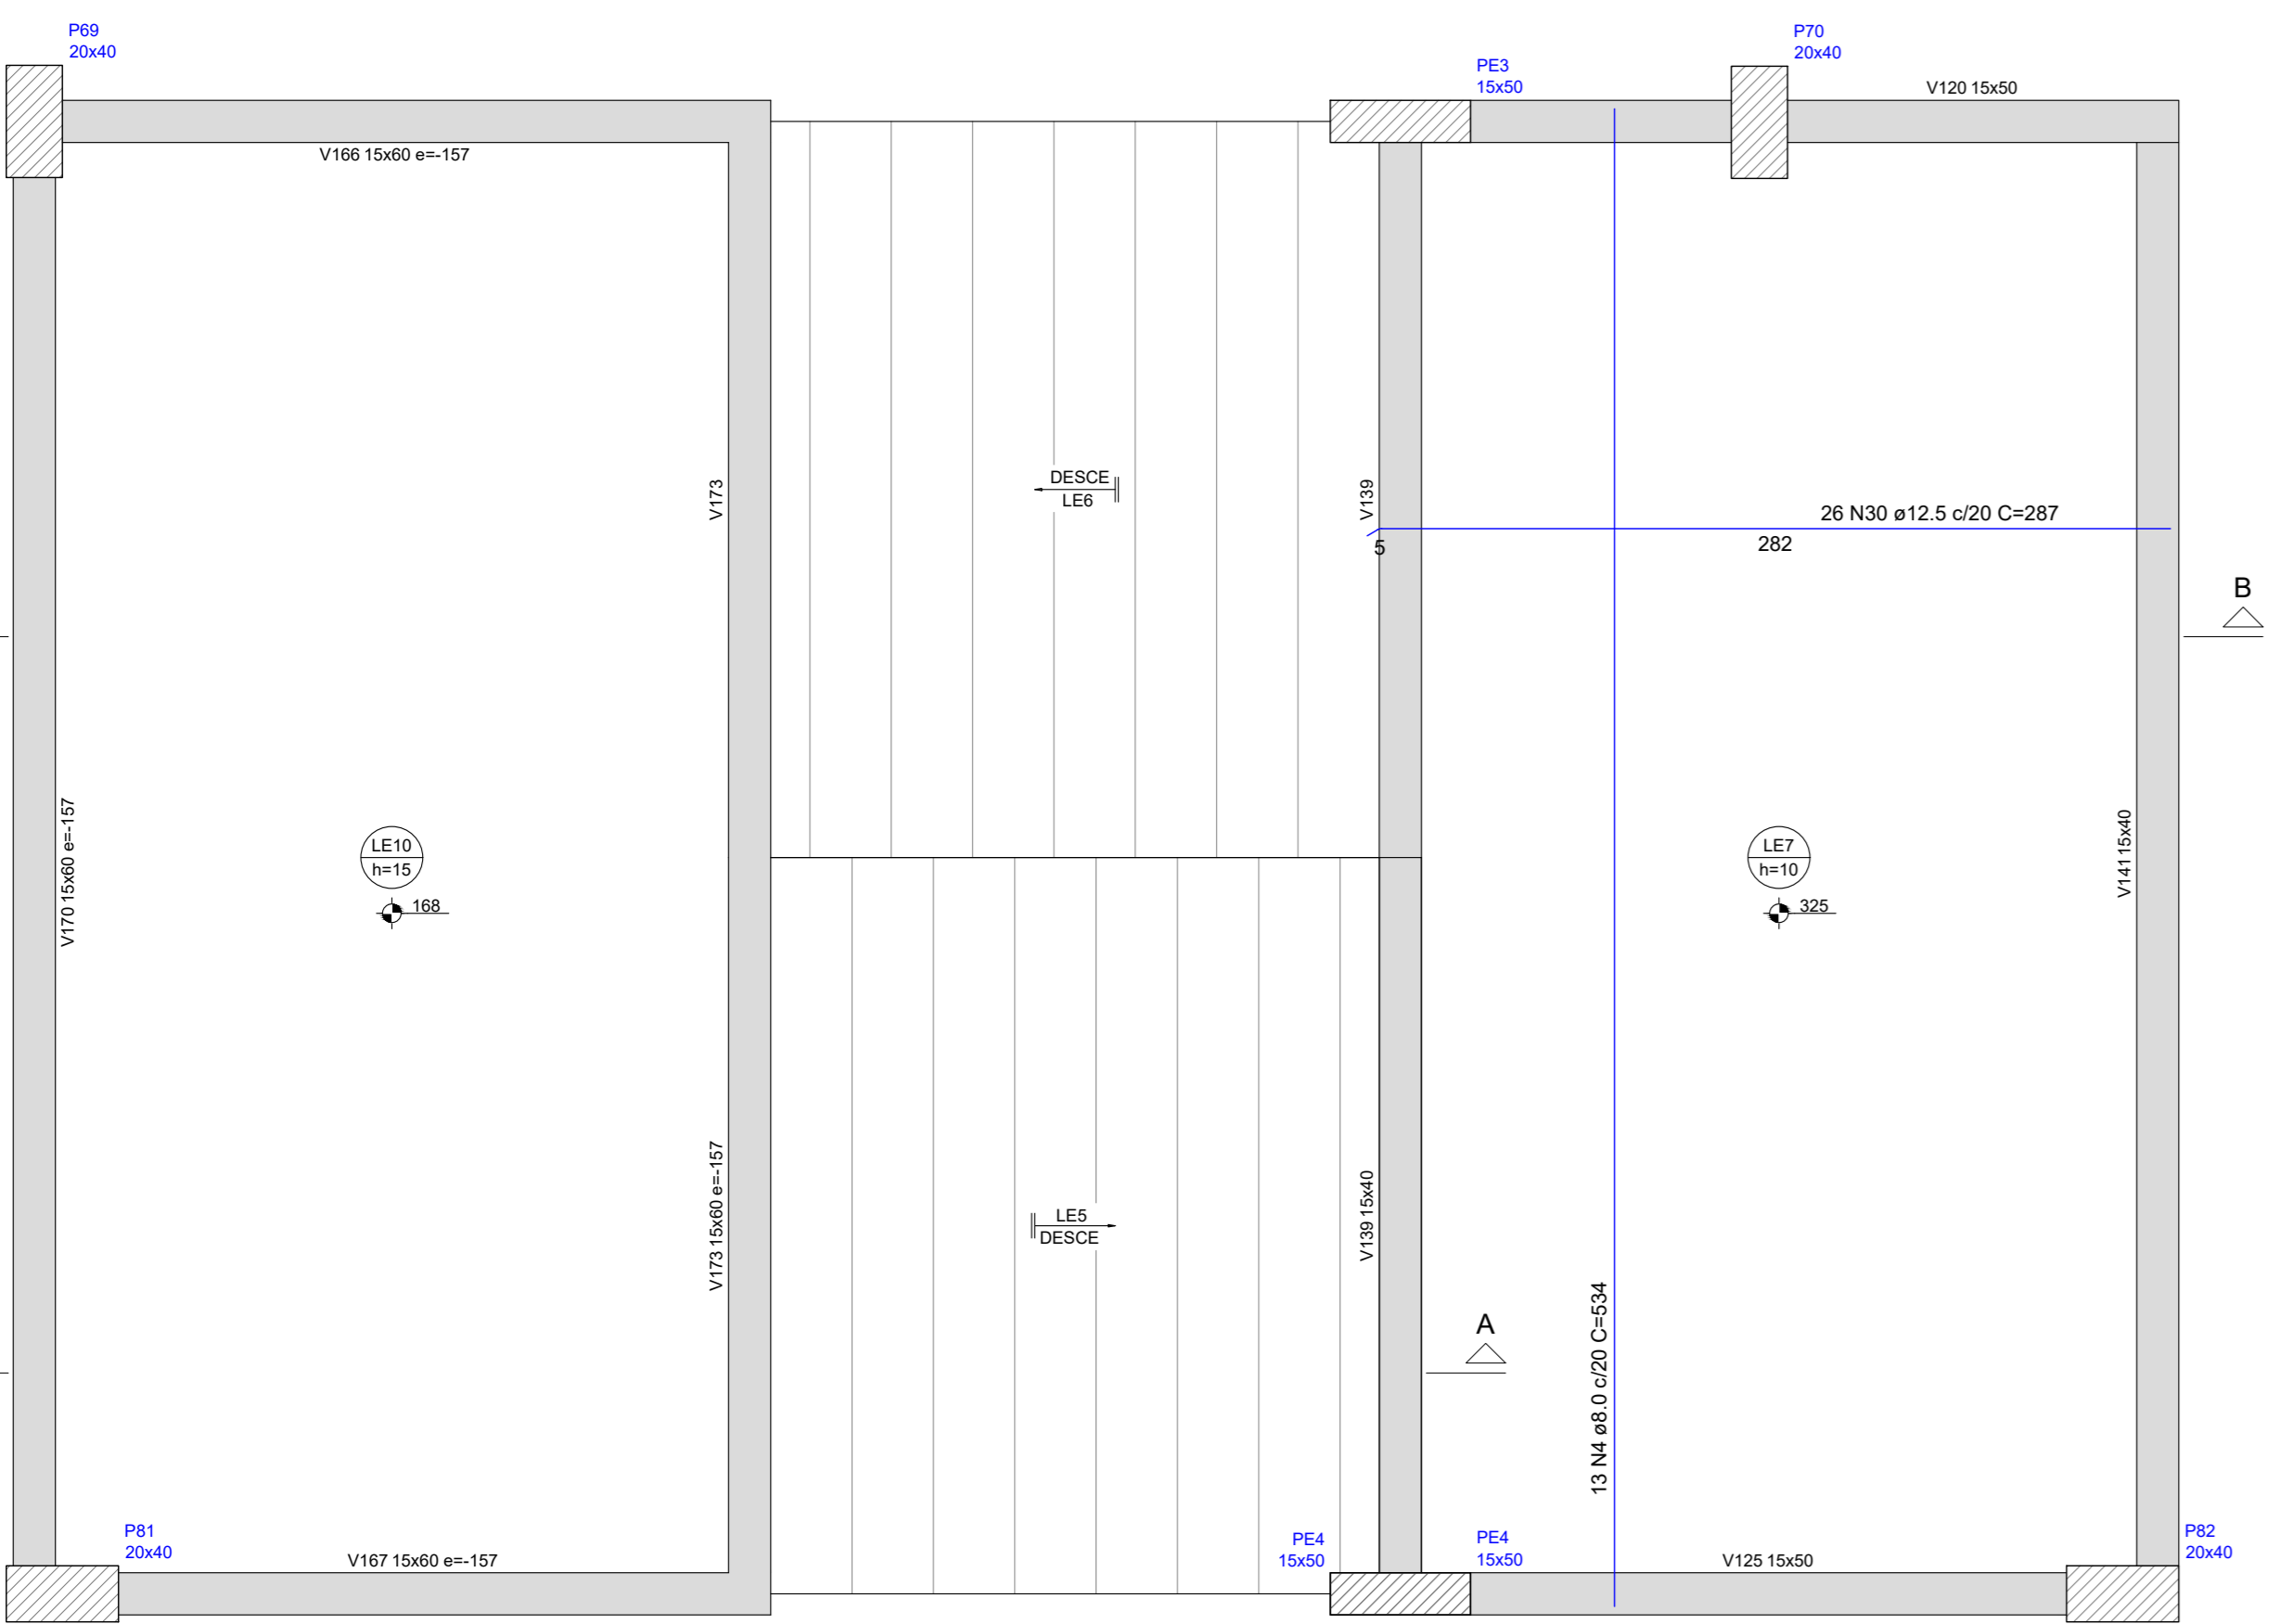 P69
20x40
P70
20x40
PE3
15x50
V120 15x50
V166 15x60 e=-157
V173
DESCE
LE6
V139
26 N30 ø12.5 c/20 C=287
5
282
B
V170 15x60 e=-157
LE10
h=15
168
LE7
h=10
325
V141 15x40
V173 15x60 e=-157
LE5
DESCE
V139 15x40
A
13 N4 ø8.0 c/20 C=534
P81
20x40
V167 15x60 e=-157
PE4
15x50
PE4
15x50
V125 15x50
P82
20x40